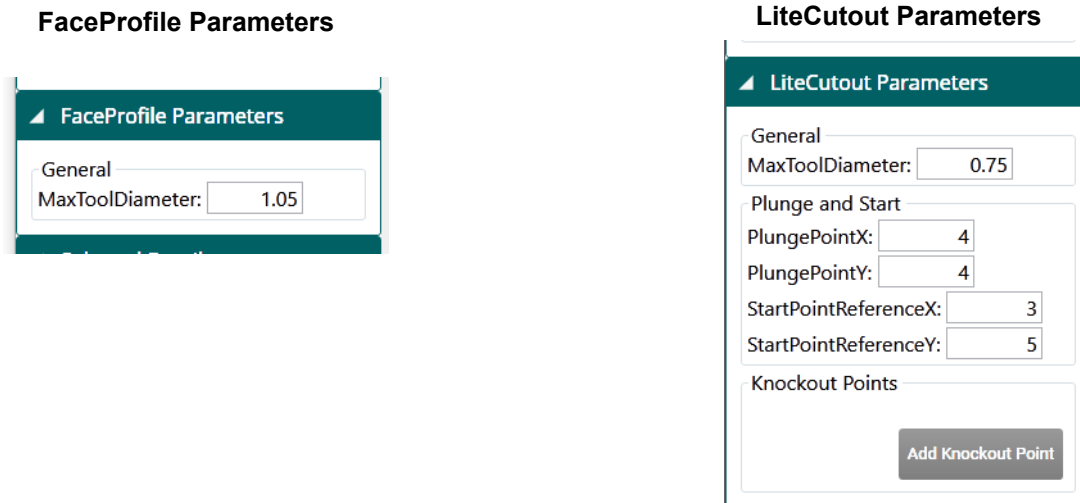 FaceProfile Parameters
FaceProfile Parameters
General
MaxToolDiameter: 1.05
LiteCutout Parameters
LiteCutout Parameters
General
MaxToolDiameter: 0.75
Plunge and Start
PlungePointX: 4
PlungePointY: 4
StartPointReferenceX: 3
StartPointReferenceY: 5
Knockout Points
Add Knockout Point